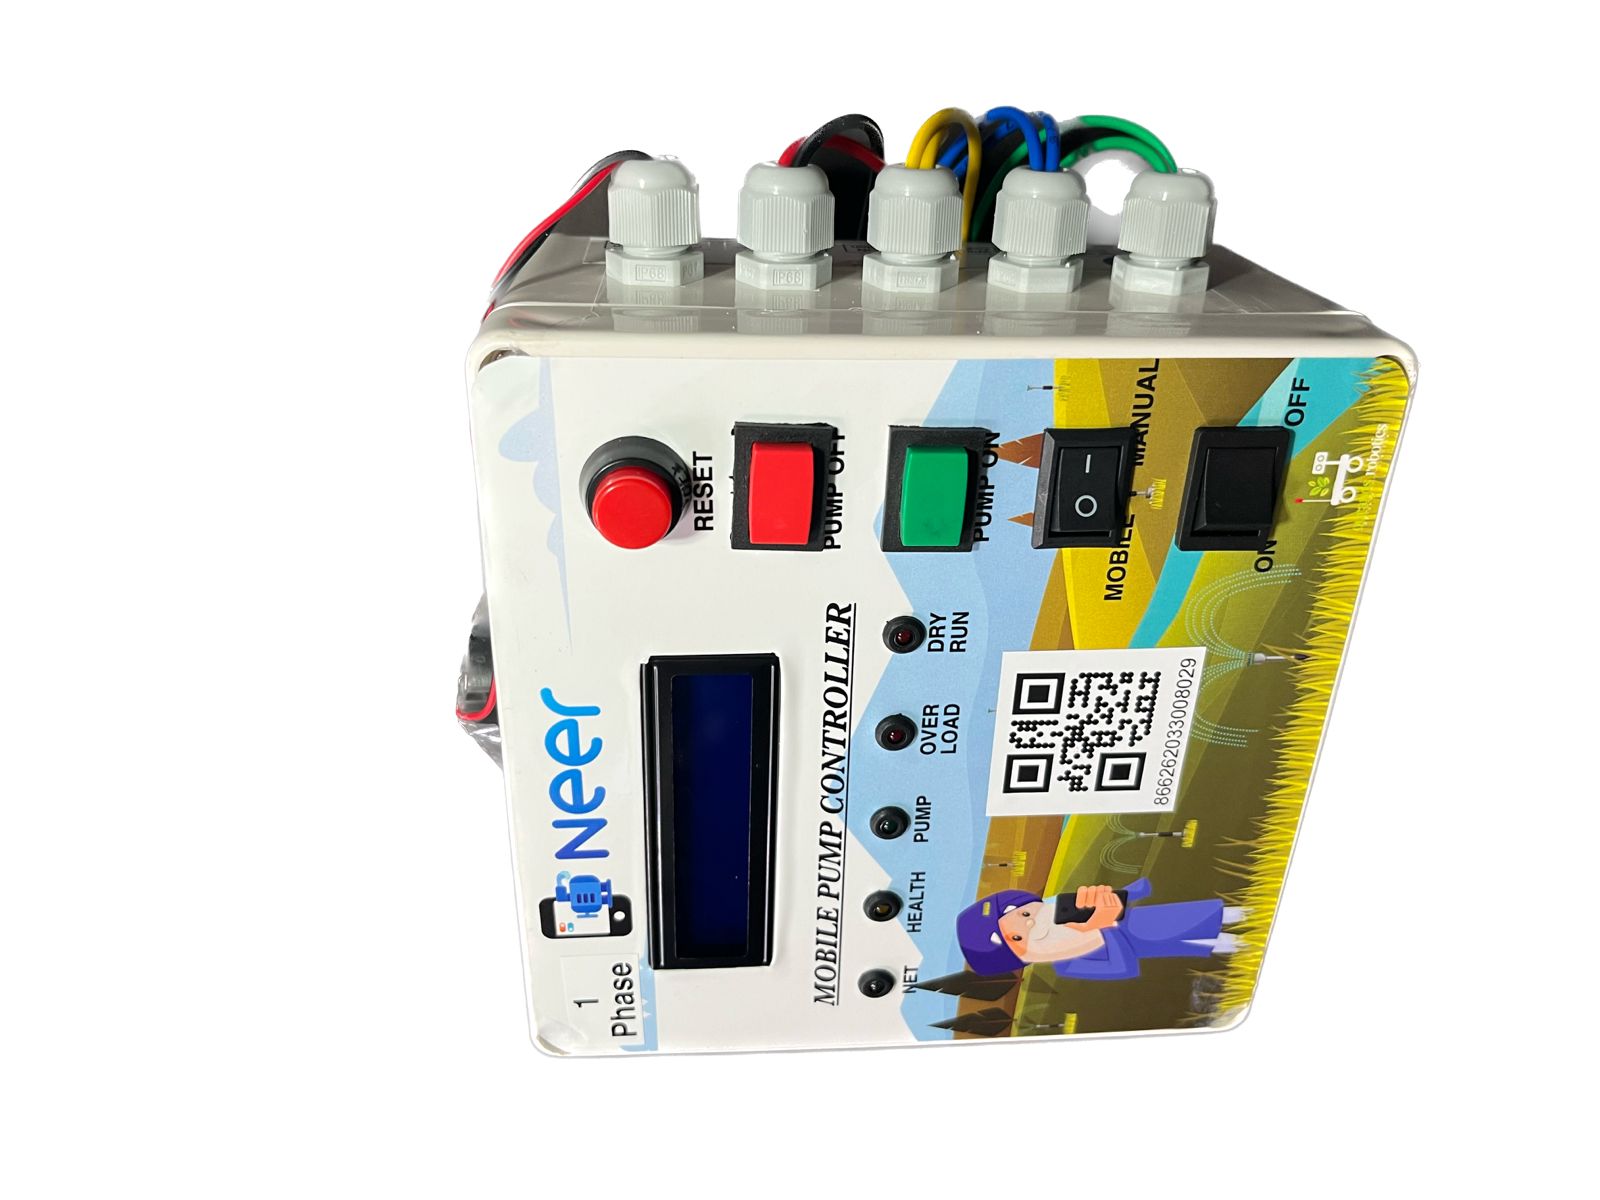 1
Phase
Neer
MOBILE PUMP CONTROLLER
NET
HEALTH
PUMP
OVER
LOAD
DRY
RUN
866262033008029
RESET
PUMP OFF
PUMP ON
MOBILE MANUAL
ON OFF
Robotics
IP68